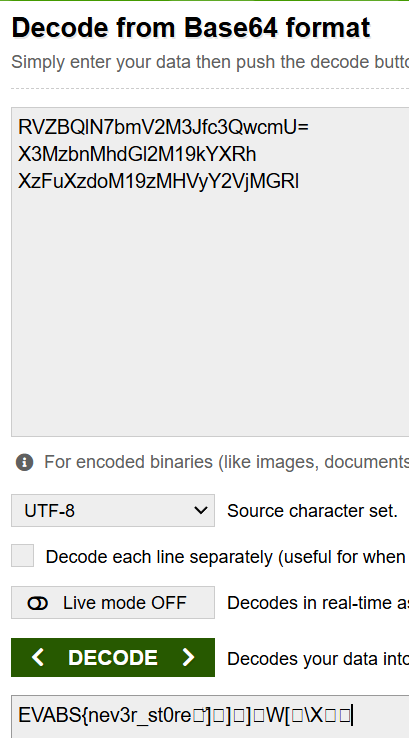 Decode from Base64 format
Simply enter your data then push the decode butto
RVZBQlN7bmV2M3Jfc3QwcmU=
X3MzbnMhdGl2M19kYXRh
XzFuXzdoM19zMHVyY2VjMGRl
For encoded binaries (like images, documents
UTF-8
Source character set.
Decode each line separately (useful for when
Live mode OFF
Decodes in real-time as
< DECODE >
Decodes your data into
EVABS{nev3r_st0re□']□]□]□W[□\X□□